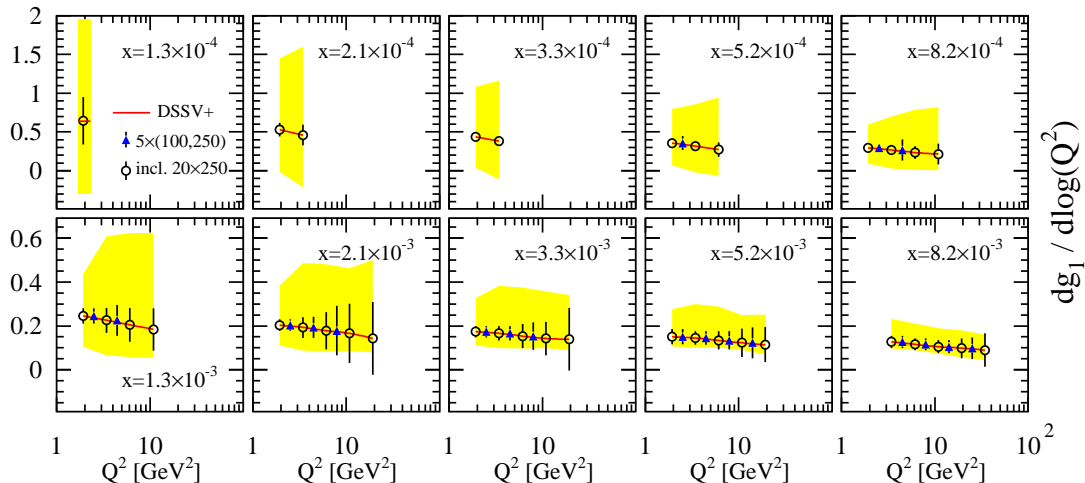 2
1.5
1
0.5
0
x=1.3×10⁻⁴
x=2.1×10⁻⁴
x=3.3×10⁻⁴
x=5.2×10⁻⁴
x=8.2×10⁻⁴
DSSV+
5×(100,250)
incl. 20×250
0.6
0.4
0.2
0
x=1.3×10⁻³
x=2.1×10⁻³
x=3.3×10⁻³
x=5.2×10⁻³
x=8.2×10⁻³
1 10 1 10 1 10 1 10 1 10 10²
Q² [GeV²] Q² [GeV²] Q² [GeV²] Q² [GeV²] Q² [GeV²]
dg₁ / dlog(Q²)